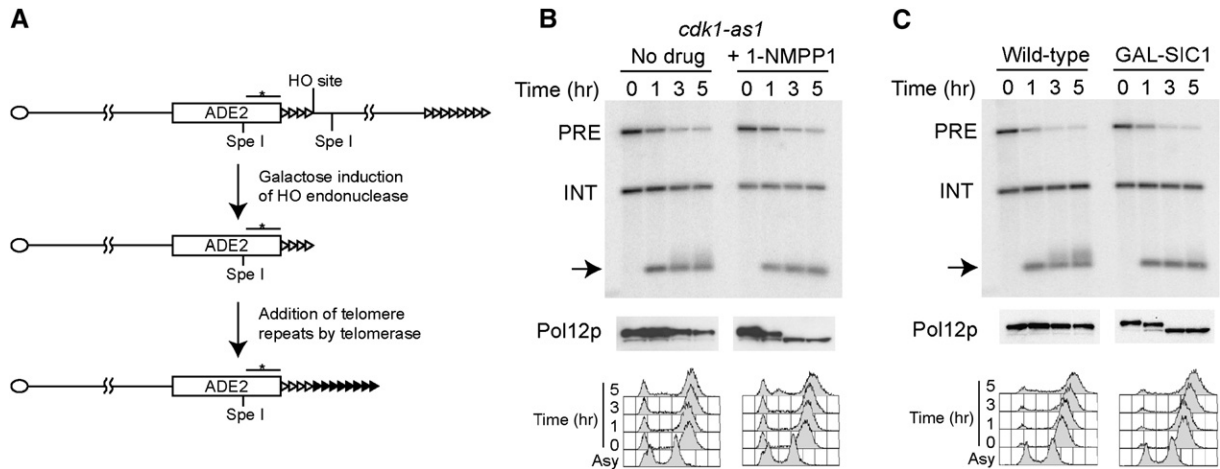 A
HO site
*
ADE2
Spe I
Spe I
Galactose induction
of HO endonuclease
*
ADE2
Spe I
Addition of telomere
repeats by telomerase
*
ADE2
Spe I
B
cdk1-as1
No drug
+ 1-NMPP1
Time (hr) 0 1 3 5 0 1 3 5
PRE
INT
Pol12p
5
3
Time (hr)
1
0
Asy
C
Wild-type
GAL-SIC1
Time (hr) 0 1 3 5 0 1 3 5
PRE
INT
Pol12p
5
3
Time (hr)
1
0
Asy